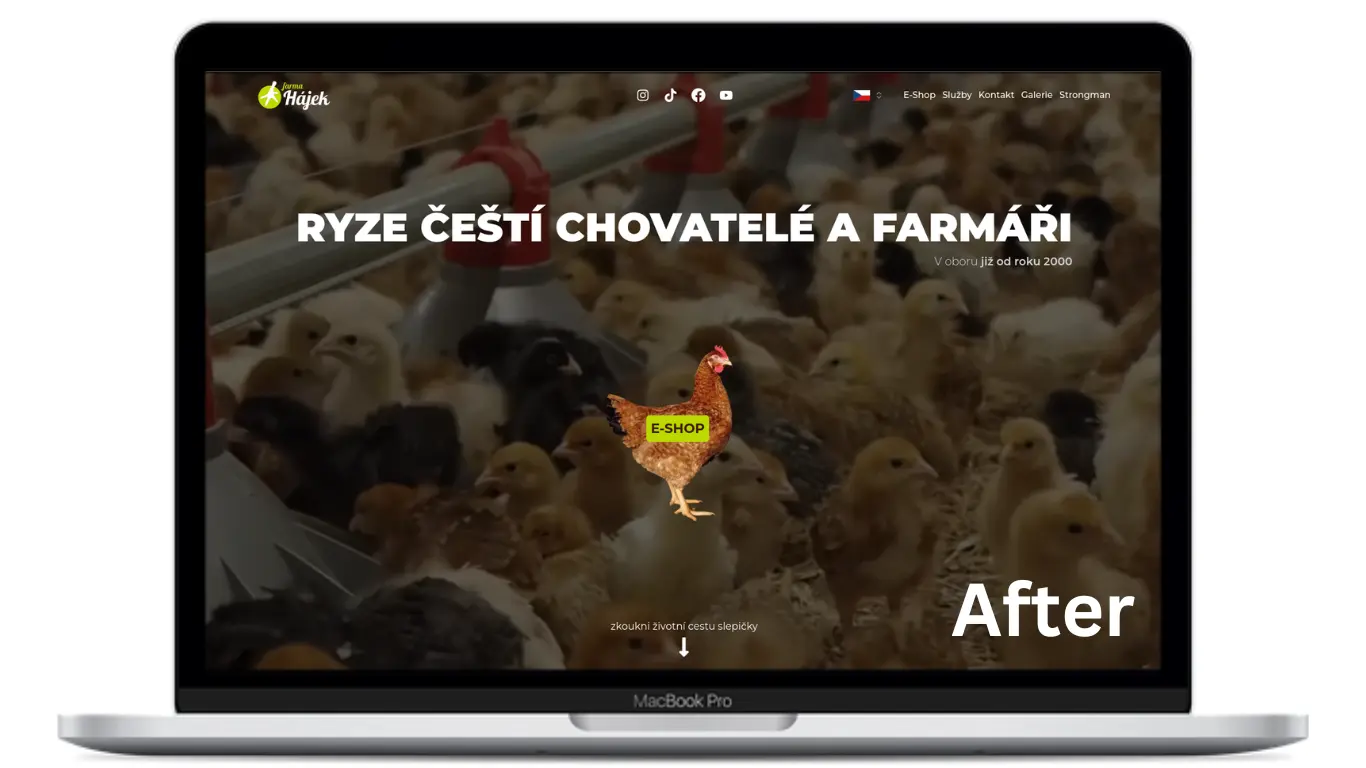 farma
Hájek
E-Shop Služby Kontakt Galerie Strongman
RYZE ČEŠTÍ CHOVATELÉ A FARMÁŘI
V oboru již od roku 2000
E-SHOP
After
zkoukni životní cestu slepičky
MacBook Pro